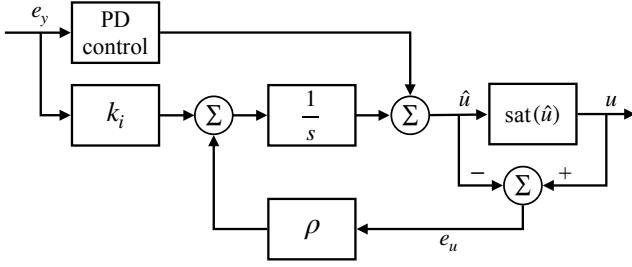 e_y
PD
control
k_i
Σ
1
s
Σ
û
sat(û)
u
−
Σ
+
ρ
e_u